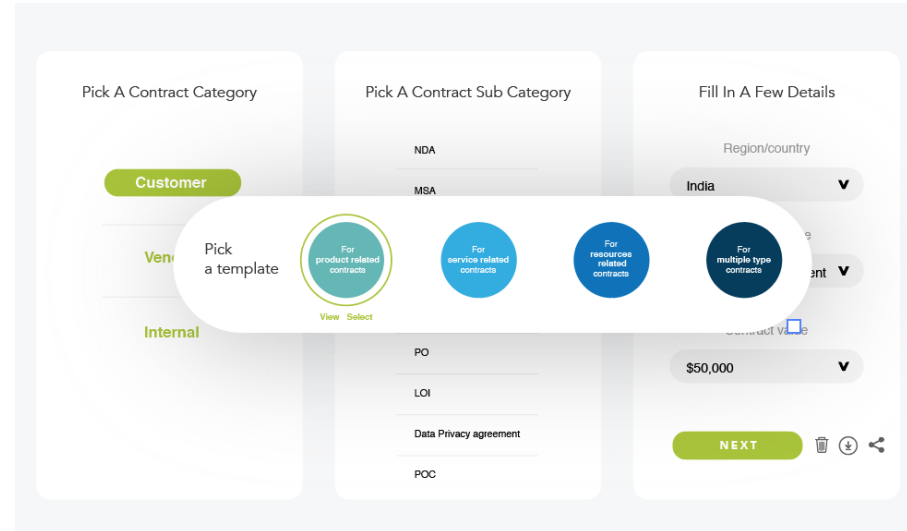 Pick A Contract Category
Customer
Internal
Pick A Contract Sub Category
NDA
MSA
PO
LOI
Data Privacy agreement
POC
Fill In A Few Details
Region/country
India
Contract value
$50,000
NEXT
Pick
a template
For
product related
contracts
View Select
For
service related
contracts
For
resources
related
contracts
For
multiple type
contracts